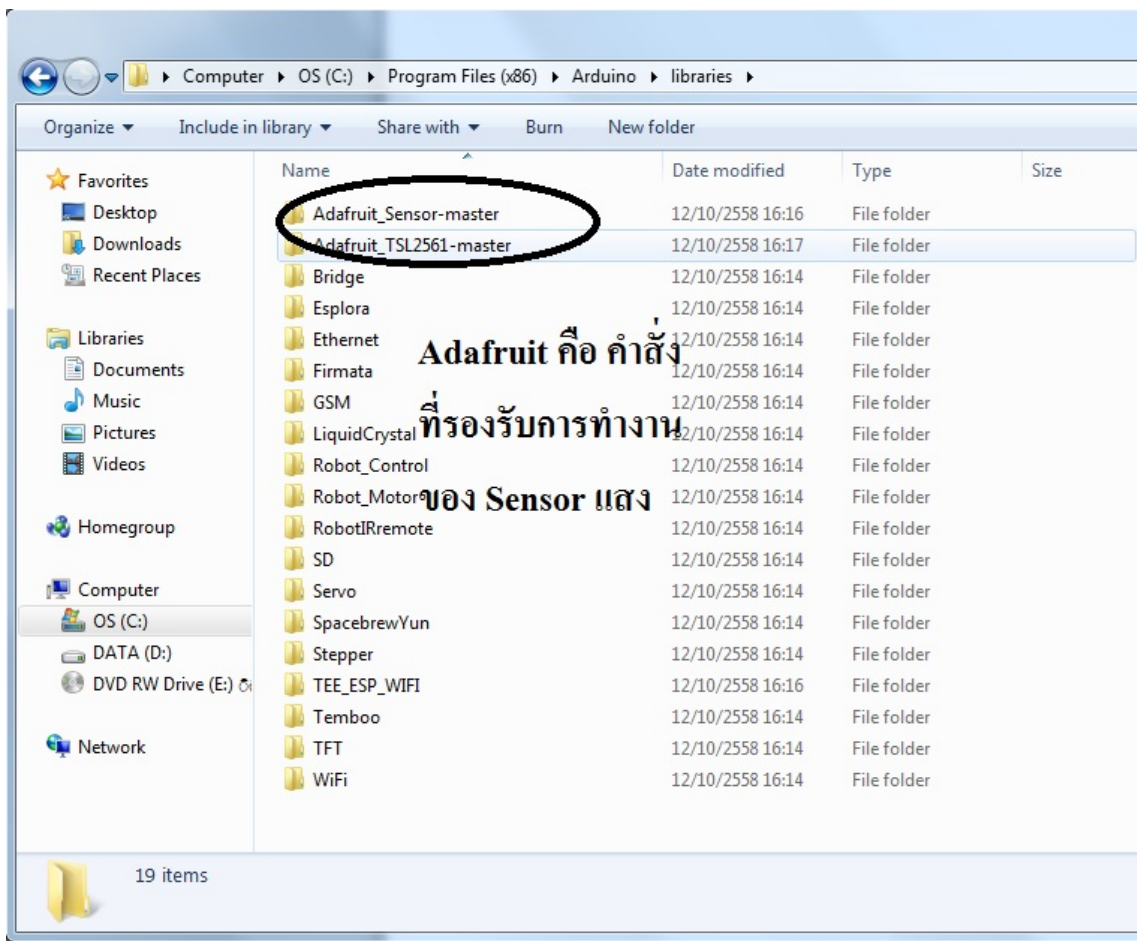 Computer OS (C:) Program Files (x86) Arduino libraries
Organize Include in library Share with Burn New folder
Favorites
Desktop
Downloads
Recent Places
Libraries
Documents
Music
Pictures
Videos
Homegroup
Computer
OS (C:)
DATA (D:)
DVD RW Drive (E:)
Network
Name Date modified Type Size
Adafruit_Sensor-master 12/10/2558 16:16 File folder
Adafruit_TSL2561-master 12/10/2558 16:17 File folder
Bridge 12/10/2558 16:14 File folder
Esplora 12/10/2558 16:14 File folder
Ethernet 12/10/2558 16:14 File folder
Firmata 12/10/2558 16:14 File folder
GSM 12/10/2558 16:14 File folder
LiquidCrystal 12/10/2558 16:14 File folder
Robot_Control 12/10/2558 16:14 File folder
Robot_Motor 12/10/2558 16:14 File folder
RobotIRremote 12/10/2558 16:14 File folder
SD 12/10/2558 16:14 File folder
Servo 12/10/2558 16:14 File folder
SpacebrewYun 12/10/2558 16:14 File folder
Stepper 12/10/2558 16:14 File folder
TEE_ESP_WIFI 12/10/2558 16:16 File folder
Temboo 12/10/2558 16:14 File folder
TFT 12/10/2558 16:14 File folder
WiFi 12/10/2558 16:14 File folder
Adafruit คือ คำสั่ง
ที่รองรับการทำงาน
ของ Sensor แสง
19 items